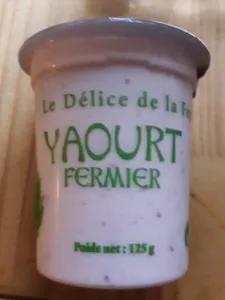 Le Délice de la
YAOURT
FERMIER
Poids net : 125 g